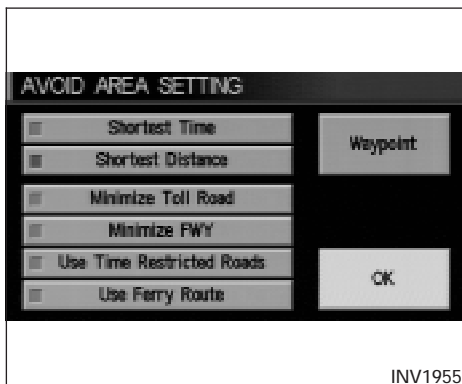 AVOID AREA SETTING
Shortest Time
Shortest Distance
Waypoint
Minimize Toll Road
Minimize FWY
Use Time Restricted Roads
Use Ferry Route
OK
INV1955